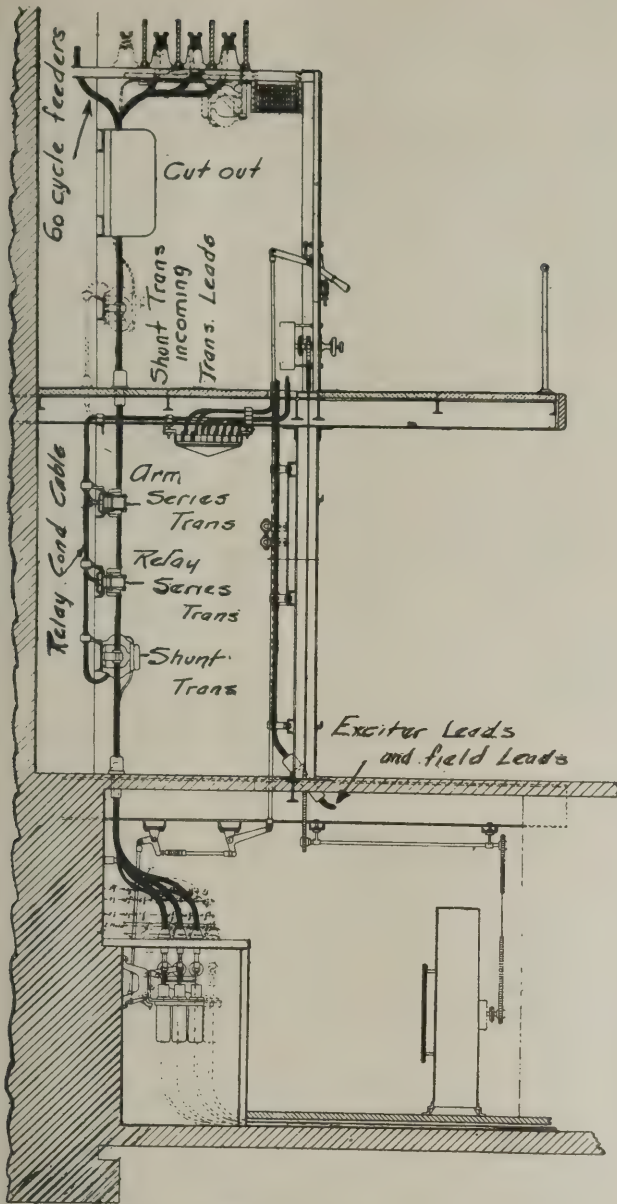 60 cycle feeders
Cut out
Shunt Trans
incoming
Trans. Leads
Relay Cond Cable
Arm
Series
Trans
Relay
Series
Trans
Shunt
Trans
Exciter Leads
and field Leads